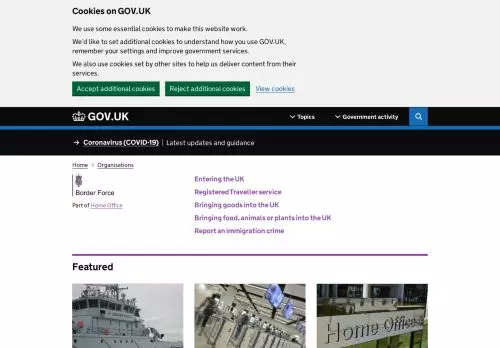 Cookies on GOV.UK
We use some essential cookies to make this website work.
We'd like to set additional cookies to understand how you use GOV.UK,
remember your settings and improve government services.
We also use cookies set by other sites to help us deliver content from their
services.
Accept additional cookies Reject additional cookies View cookies
GOV.UK Topics Government activity
→ Coronavirus (COVID-19) Latest updates and guidance
Home > Organisations
Border Force
Part of Home Office
Entering the UK
Registered Traveller service
Bringing goods into the UK
Bringing food, animals or plants into the UK
Report an immigration crime
Featured
Home Office